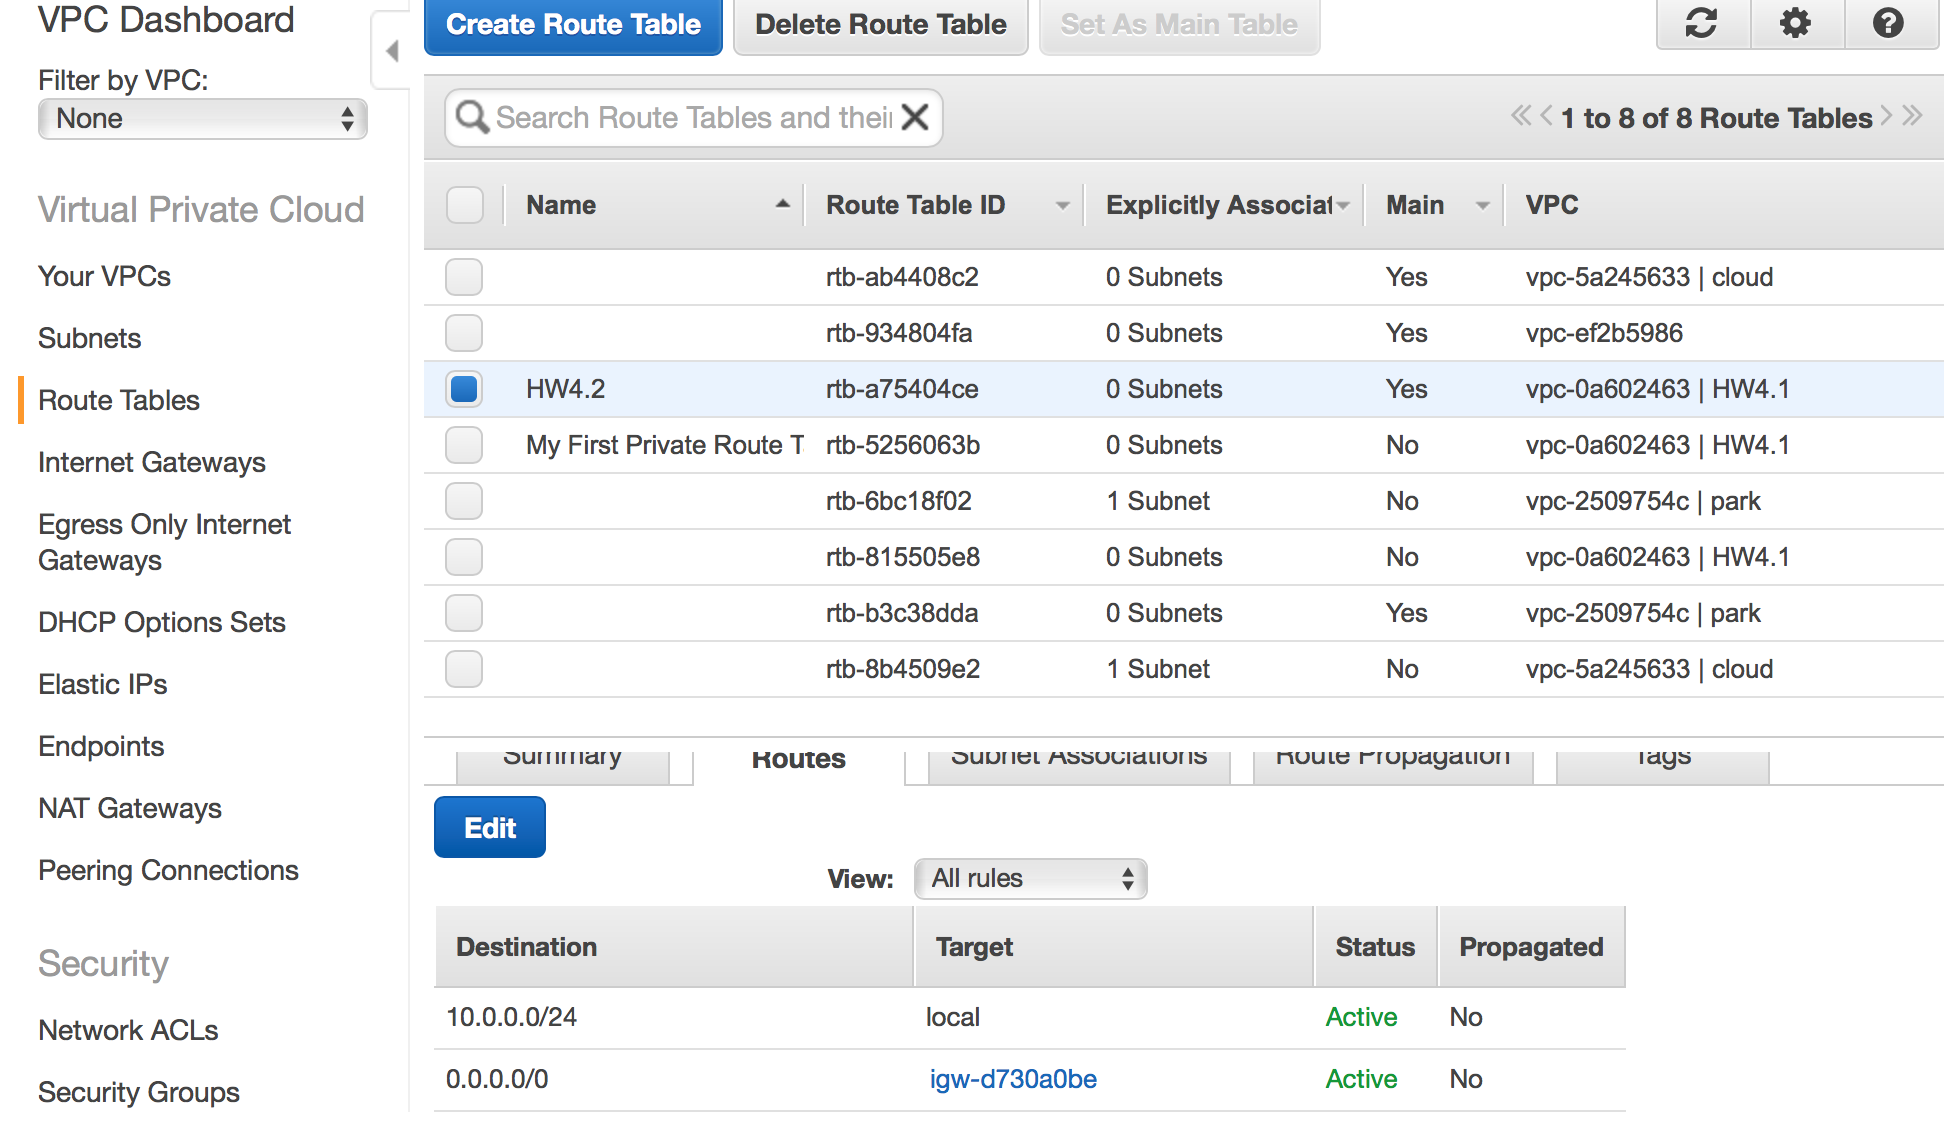 VPC Dashboard
Filter by VPC:
None
Virtual Private Cloud
Your VPCs
Subnets
Route Tables
Internet Gateways
Egress Only Internet
Gateways
DHCP Options Sets
Elastic IPs
Endpoints
NAT Gateways
Peering Connections
Security
Network ACLs
Security Groups
Create Route Table Delete Route Table Set As Main Table
Search Route Tables and thei 1 to 8 of 8 Route Tables
Name Route Table ID Explicitly Associat Main VPC
rtb-ab4408c2 0 Subnets Yes vpc-5a245633 | cloud
rtb-934804fa 0 Subnets Yes vpc-ef2b5986
HW4.2 rtb-a75404ce 0 Subnets Yes vpc-0a602463 | HW4.1
My First Private Route T rtb-5256063b 0 Subnets No vpc-0a602463 | HW4.1
rtb-6bc18f02 1 Subnet No vpc-2509754c | park
rtb-815505e8 0 Subnets No vpc-0a602463 | HW4.1
rtb-b3c38dda 0 Subnets Yes vpc-2509754c | park
rtb-8b4509e2 1 Subnet No vpc-5a245633 | cloud
Summary Routes Subnet Associations Route Propagation Tags
Edit
View: All rules
Destination Target Status Propagated
10.0.0.0/24 local Active No
0.0.0.0/0 igw-d730a0be Active No